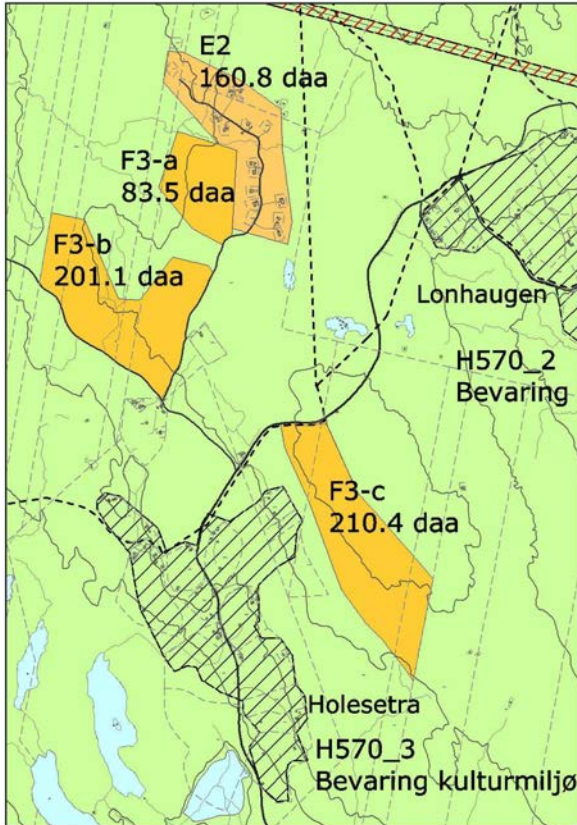 E2
160.8 daa
F3-a
83.5 daa
F3-b
201.1 daa
Lonhaugen
H570_2
Bevaring
F3-c
210.4 daa
Holesetra
H570_3
Bevaring kulturmiljø